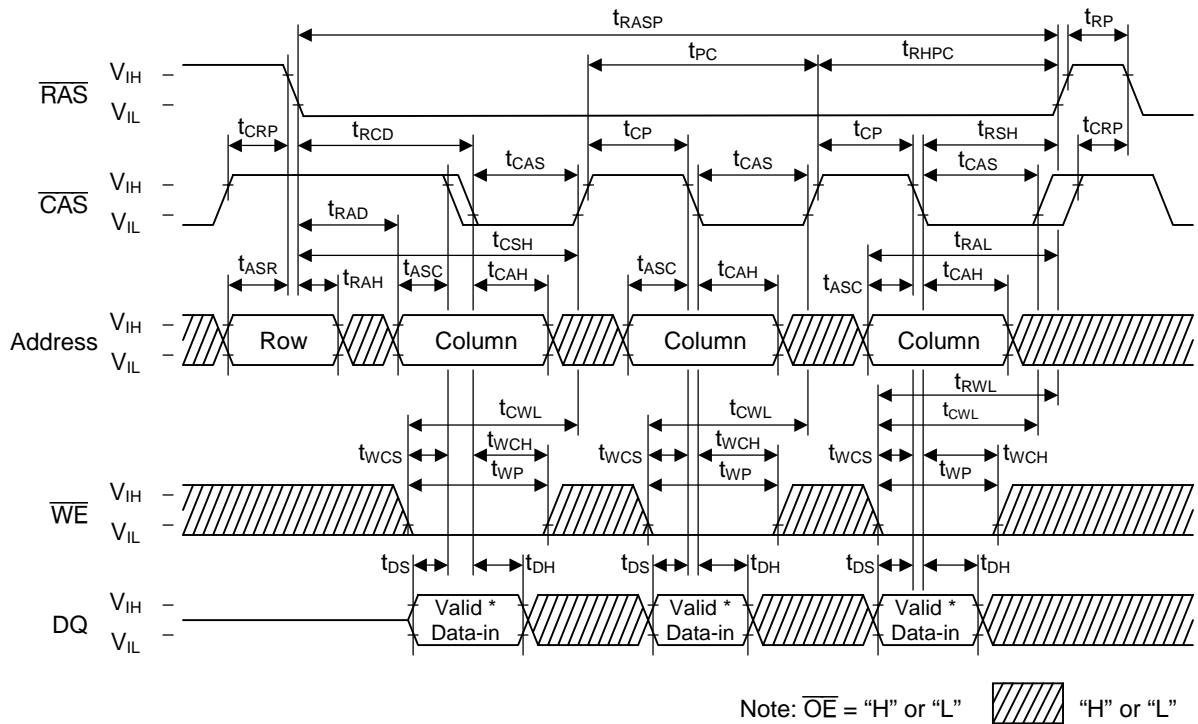 tRASP tRP
tPC tRHPC
RAS VIH
VIL
tCRP tRCD tCP tCP tRSH tCRP
tCAS tCAS tCAS
CAS VIH
VIL
tRAD
tCSH tRAL
tASR tRAH tASC tCAH tASC tCAH tASC tCAH
Address VIH
VIL
Row Column Column Column
tRWL
tCWL tCWL tCWL
tWCS tWCH tWCS tWCH tWCS tWCH
tWP tWP tWP
WE VIH
VIL
tDS tDH tDS tDH tDS tDH
DQ VIH
VIL
Valid * Valid * Valid *
Data-in Data-in Data-in
Note: OE = “H” or “L” “H” or “L”